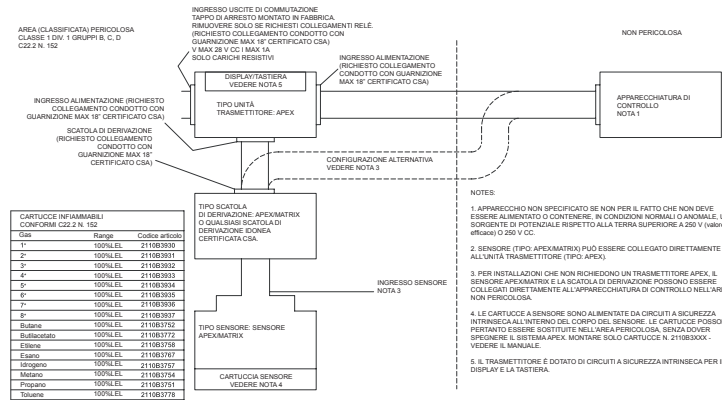 AREA (CLASSIFICATA) PERICOLOSA
CLASSE 1 DIV. 1 GRUPPI B, C, D
C22.2 N. 152
INGRESSO USCITE DI COMMUTAZIONE
TAPPO DI ARRESTO MONTATO IN FABBRICA.
RIMUOVERE SOLO SE RICHIESTI COLLEGAMENTI RELÉ.
(RICHIESTO COLLEGAMENTO CONDOTTO CON
GUARNIZIONE MAX 18" CERTIFICATO CSA)
V MAX 28 V CC I MAX 1A
SOLO CARICHI RESISTIVI
NON PERICOLOSA
INGRESSO ALIMENTAZIONE
(RICHIESTO COLLEGAMENTO
CONDOTTO CON GUARNIZIONE
MAX 18" CERTIFICATO CSA)
DISPLAY/TASTIERA
VEDERE NOTA 5
TIPO UNITÀ
TRASMETTITORE: APEX
APPARECCHIATURA DI
CONTROLLO
NOTA 1
INGRESSO ALIMENTAZIONE (RICHIESTO
COLLEGAMENTO CONDOTTO CON
GUARNIZIONE MAX 18" CERTIFICATO CSA)
SCATOLA DI DERIVAZIONE
(RICHIESTO COLLEGAMENTO
CONDOTTO CON
GUARNIZIONE MAX 18"
CERTIFICATO CSA)
CONFIGURAZIONE ALTERNATIVA
VEDERE NOTA 3
TIPO SCATOLA
DI DERIVAZIONE: APEX/MATRIX
O QUALSIASI SCATOLA DI
DERIVAZIONE IDONEA
CERTIFICATA CSA.
INGRESSO SENSORE
NOTA 3
TIPO SENSORE: SENSORE
APEX/MATRIX
CARTUCCIA SENSORE
VEDERE NOTA 4
CARTUCCE INFIAMMABILI
CONFORMI C22.2 N. 152
Gas Range Codice articolo
1* 100%LEL 2110B3930
2* 100%LEL 2110B3931
3* 100%LEL 2110B3932
4* 100%LEL 2110B3933
5* 100%LEL 2110B3934
6* 100%LEL 2110B3935
7* 100%LEL 2110B3936
8* 100%LEL 2110B3937
Butane 100%LEL 2110B3752
Butilacetato 100%LEL 2110B3772
Etilene 100%LEL 2110B3758
Esano 100%LEL 2110B3767
Idrogeno 100%LEL 2110B3757
Metano 100%LEL 2110B3754
Propano 100%LEL 2110B3751
Toluene 100%LEL 2110B3778
NOTES:
1. APPARECCHIO NON SPECIFICATO SE NON PER IL FATTO CHE NON DEVE
ESSERE ALIMENTATO O CONTENERE, IN CONDIZIONI NORMALI O ANOMALE,
SORGENTE DI POTENZIALE RISPETTO ALLA TERRA SUPERIORE A 250 V (valore
efficace) O 250 V CC.
2. SENSORE (TIPO: APEX/MATRIX) PUÒ ESSERE COLLEGATO DIRETTAMENTE
ALL'UNITÀ TRASMETTITORE (TIPO: APEX).
3. PER INSTALLAZIONI CHE NON RICHIEDONO UN TRASMETTITORE APEX, IL
SENSORE APEX/MATRIX E LA SCATOLA DI DERIVAZIONE POSSONO ESSERE
COLLEGATI DIRETTAMENTE ALL'APPARECCHIATURA DI CONTROLLO NELL'ARE
NON PERICOLOSA.
4. LE CARTUCCE A SENSORE SONO ALIMENTATE DA CIRCUITI A SICUREZZA
INTRINSECA ALL'INTERNO DEL CORPO DEL SENSORE. LE CARTUCCE POSSO
PERTANTO ESSERE SOSTITUITE NELL'AREA PERICOLOSA, SENZA DOVER
SPEGNERE IL SISTEMA APEX. MONTARE SOLO CARTUCCE N. 2110B3XXX -
VEDERE IL MANUALE.
5. IL TRASMETTITORE È DOTATO DI CIRCUITI A SICUREZZA INTRINSECA PER I
DISPLAY E LA TASTIERA.